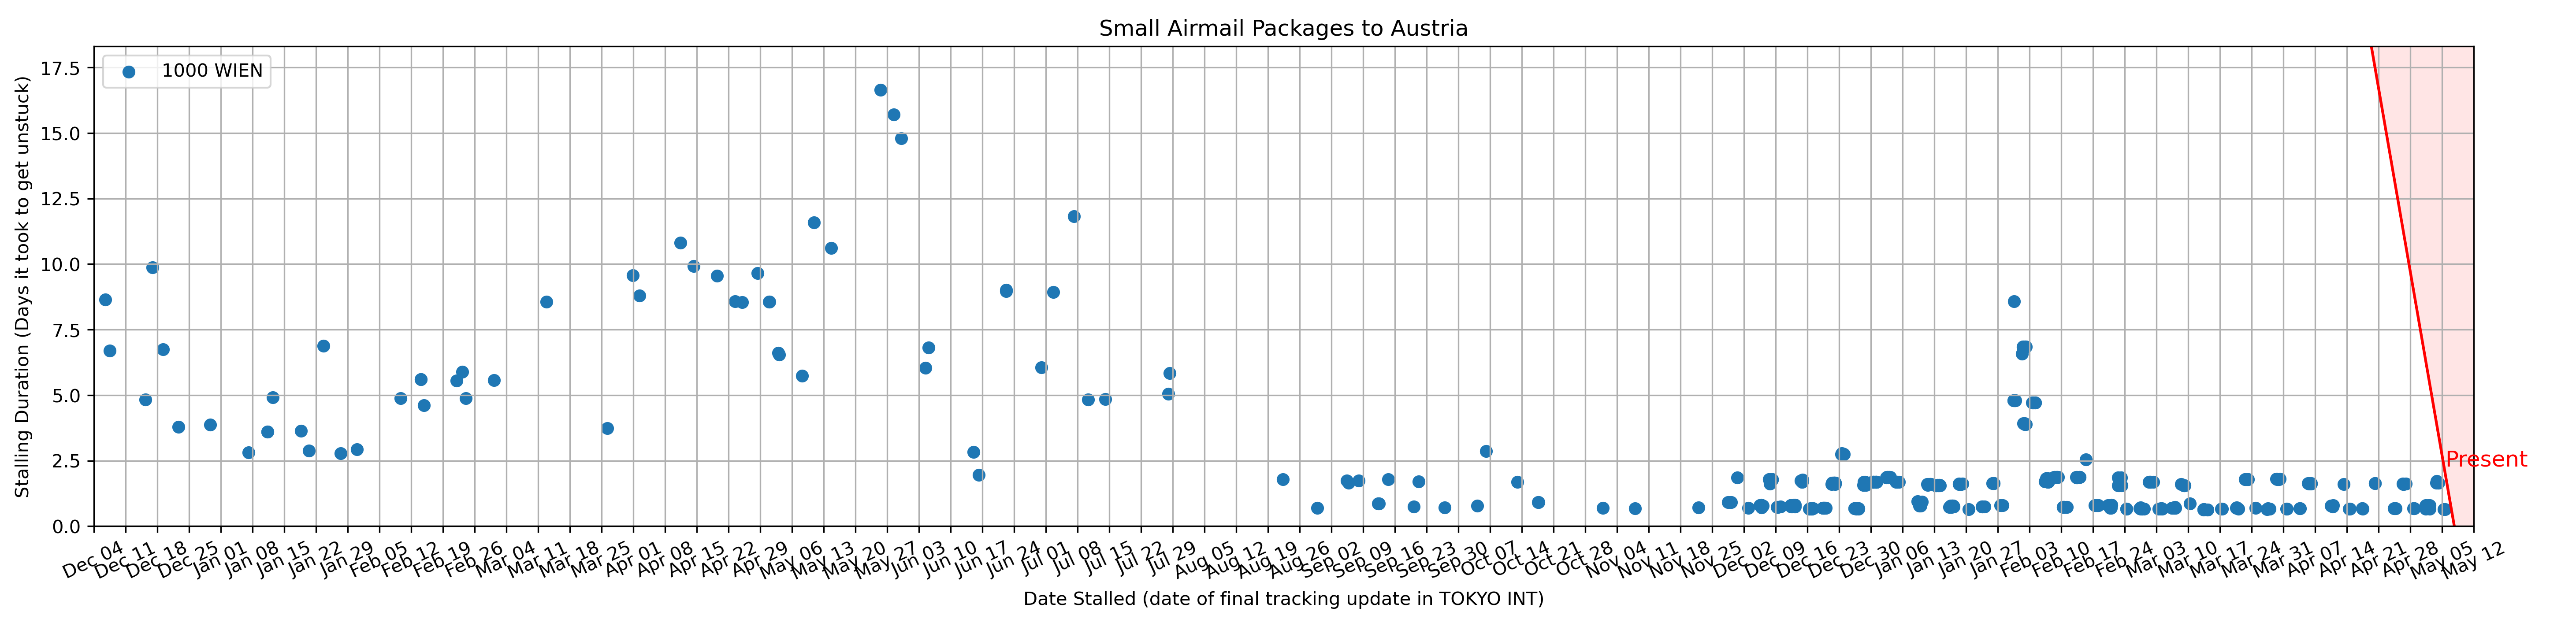 Small Airmail Packages to Austria
1000 WIEN
Stalling Duration (Days it took to get unstuck)
17.5
15.0
12.5
10.0
7.5
5.0
2.5
0.0
Present
Dec 04
Dec 11
Dec 18
Dec 25
Jan 01
Jan 08
Jan 15
Jan 22
Jan 29
Feb 05
Feb 12
Feb 19
Feb 26
Mar 04
Mar 11
Mar 18
Mar 25
Apr 01
Apr 08
Apr 15
Apr 22
Apr 29
May 06
May 13
May 20
May 27
Jun 03
Jun 10
Jun 17
Jun 24
Jul 01
Jul 08
Jul 15
Jul 22
Jul 29
Aug 05
Aug 12
Aug 19
Aug 26
Sep 02
Sep 09
Sep 16
Sep 23
Sep 30
Oct 07
Oct 14
Oct 21
Oct 28
Nov 04
Nov 11
Nov 18
Nov 25
Dec 02
Dec 09
Dec 16
Dec 23
Dec 30
Jan 06
Jan 13
Jan 20
Jan 27
Feb 03
Feb 10
Feb 17
Feb 24
Mar 03
Mar 10
Mar 17
Mar 24
Mar 31
Apr 07
Apr 14
Apr 21
Apr 28
May 05
May 12
Date Stalled (date of final tracking update in TOKYO INT)